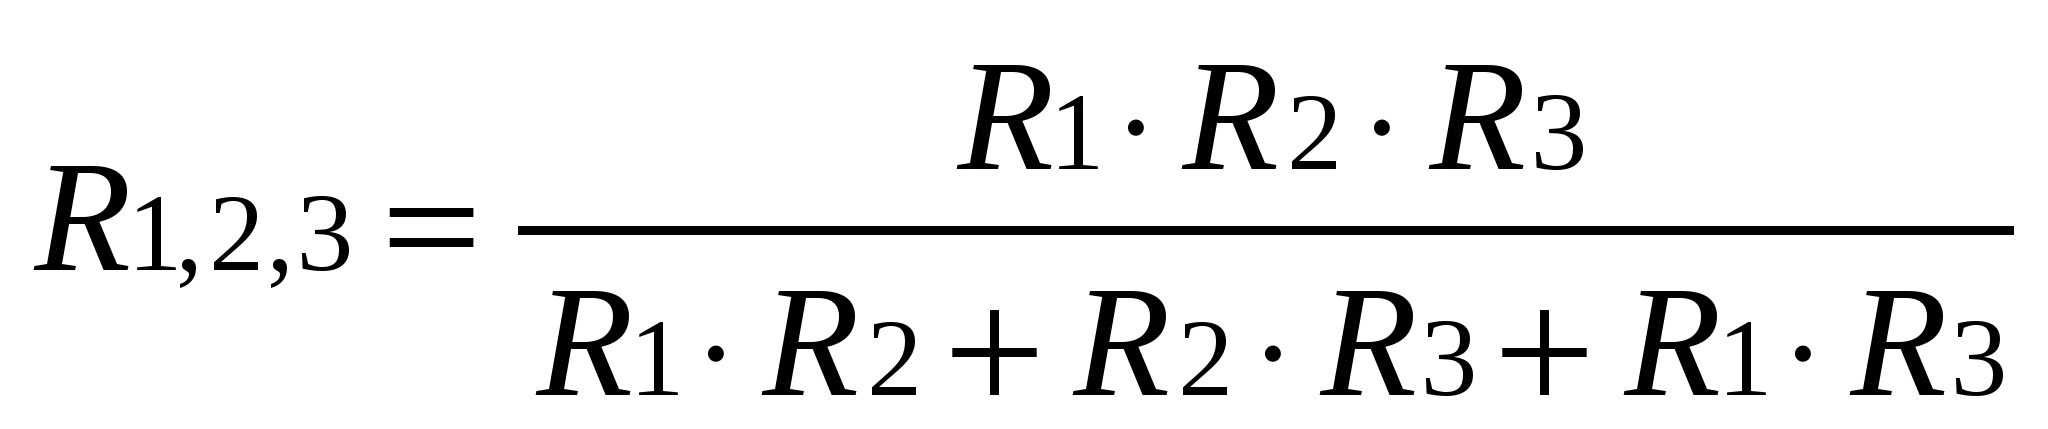 R1,2,3 = R1 · R2 · R3 / R1 · R2 + R2 · R3 + R1 · R3